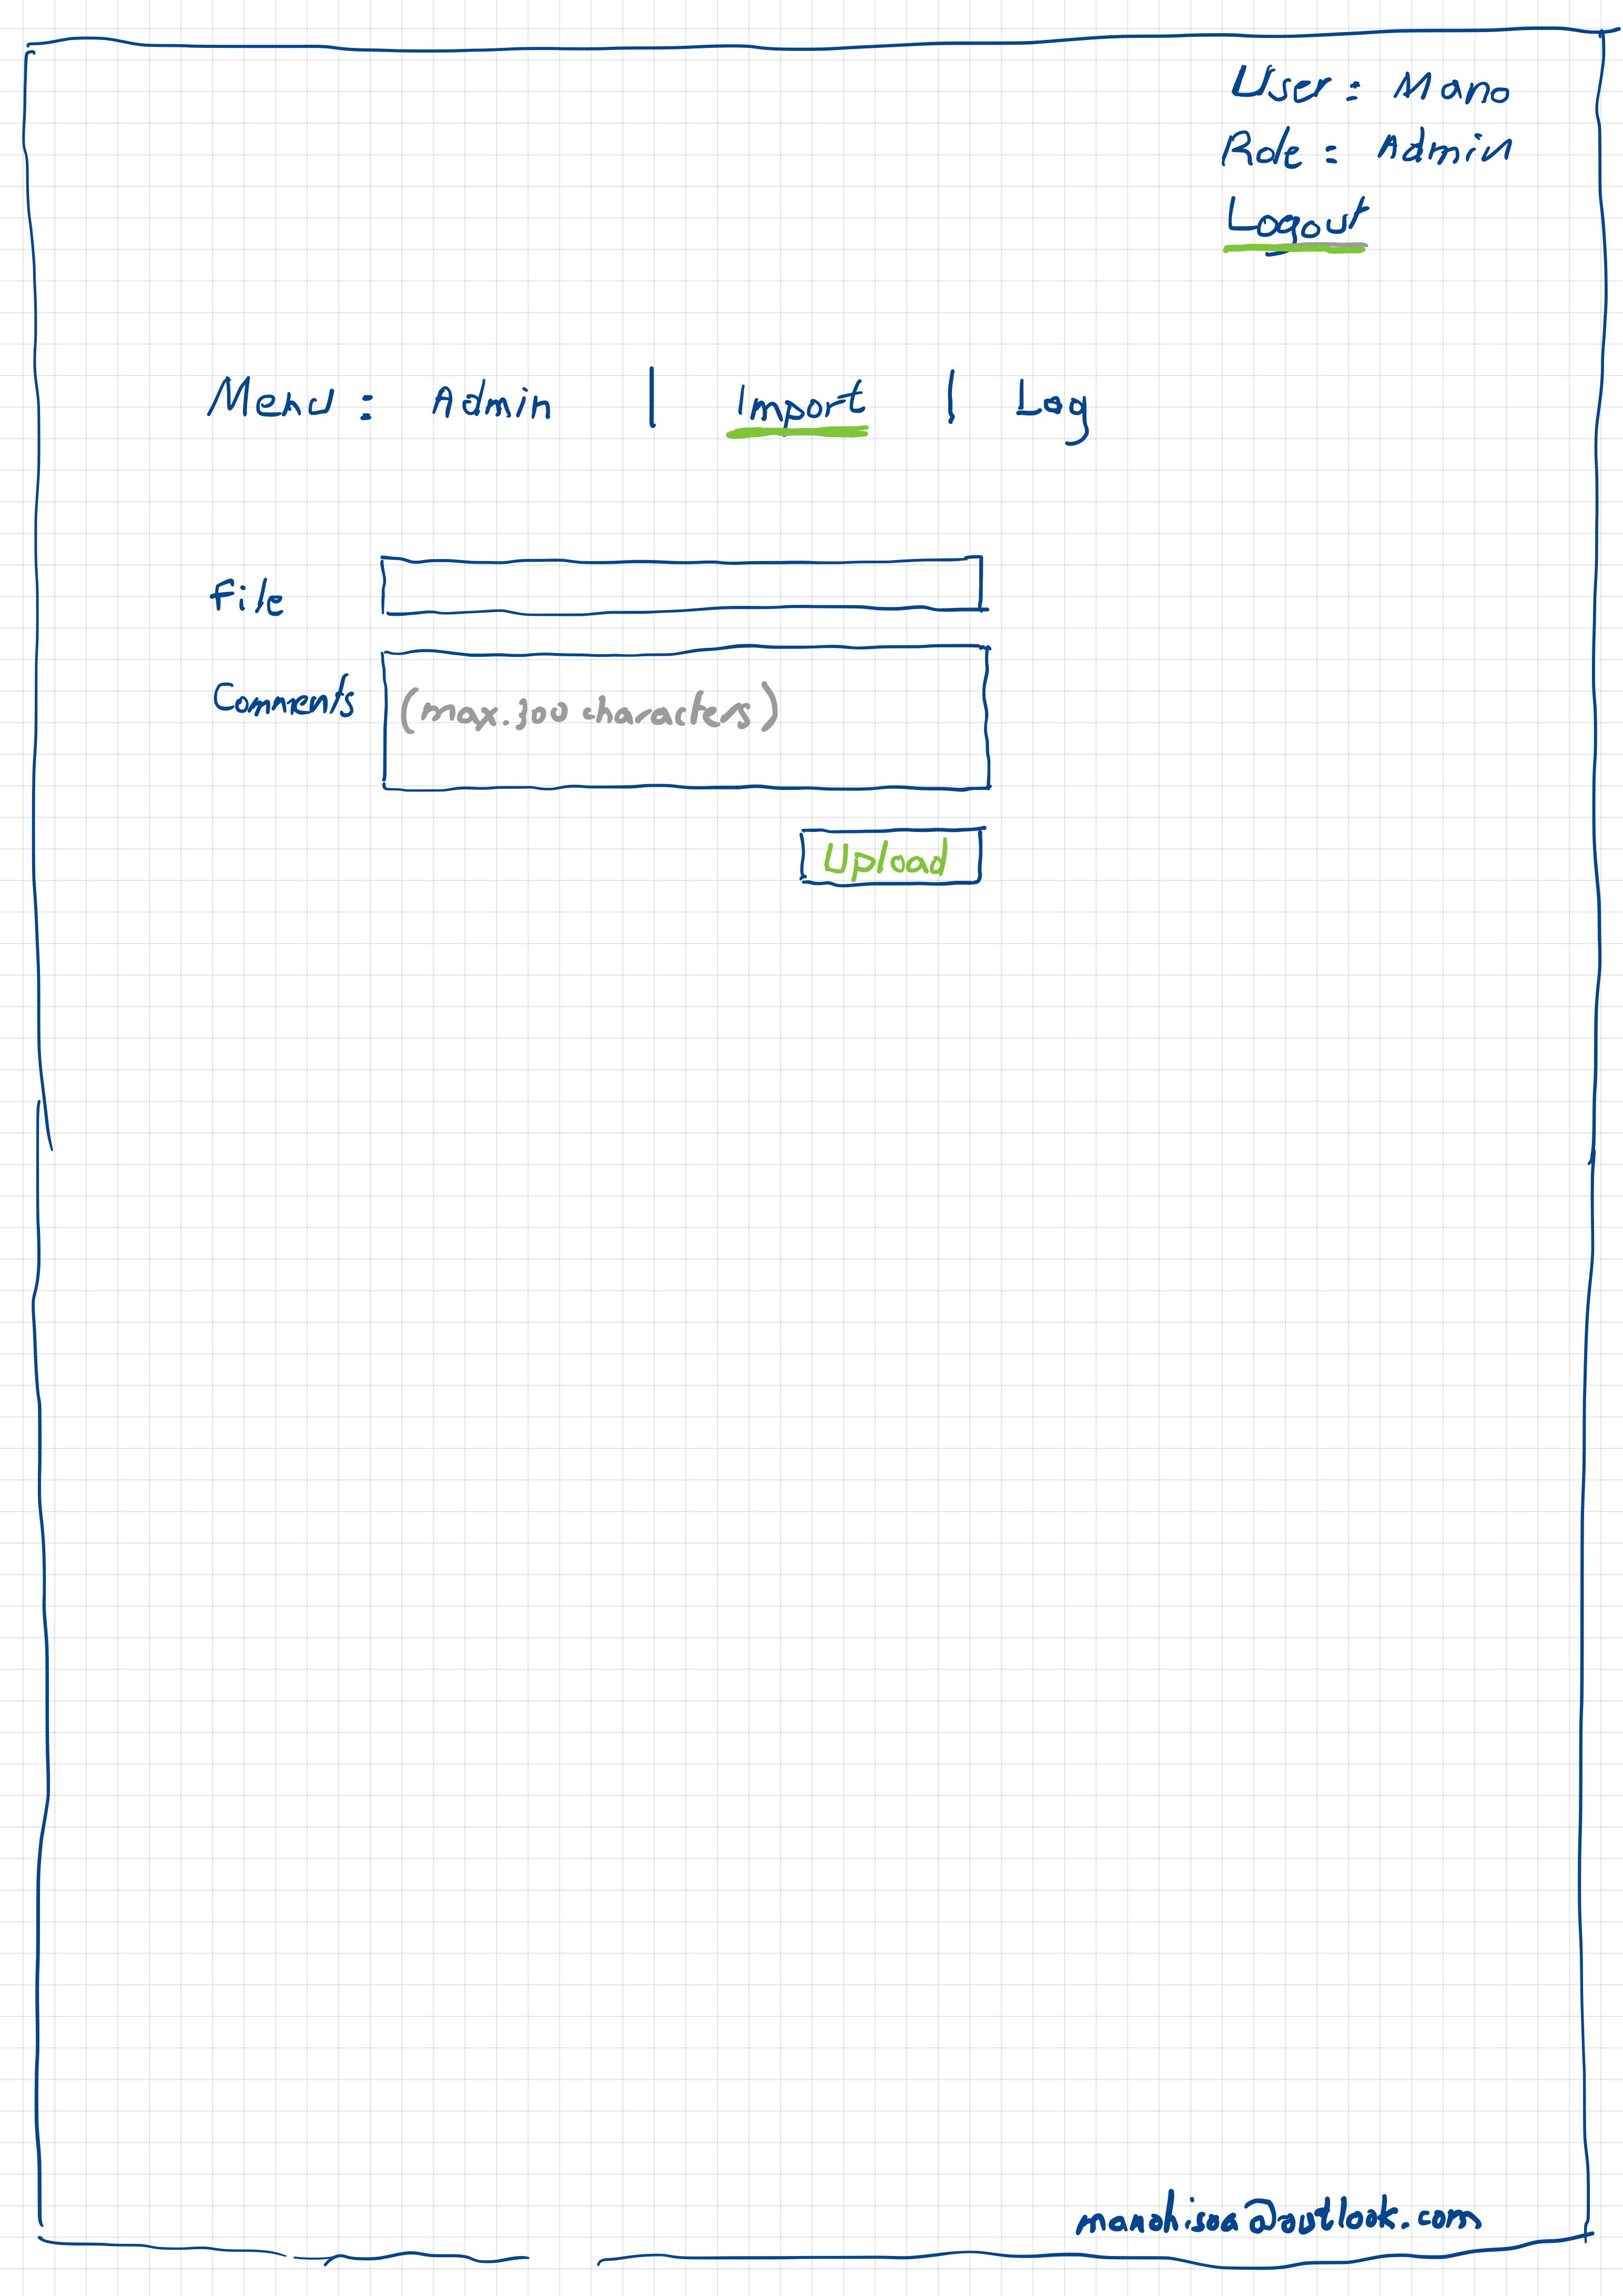 User : Mano
Role : Admin
Logout
Menu : Admin | Import | Log
File
Comments (max. 300 characters)
Upload
manohisoa@outlook.com